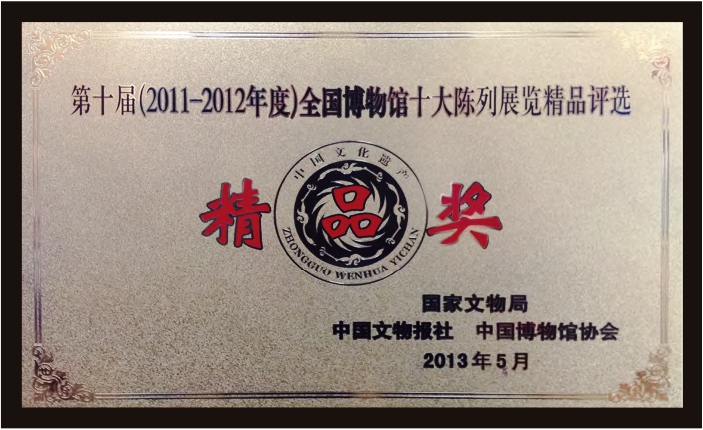 第十届(2011-2012年度)全国博物馆十大陈列展览精品评选
中国文化遗产
精品奖
ZHONGGUO WENHUA YICHAN
国家文物局
中国文物报社 中国博物馆协会
2013年5月